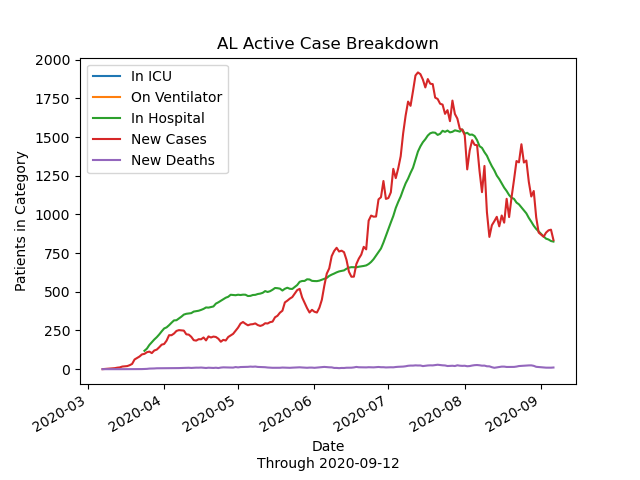 AL Active Case Breakdown
2000
1750
1500
1250
1000
750
500
250
0
Patients in Category
In ICU
On Ventilator
In Hospital
New Cases
New Deaths
2020-03
2020-04
2020-05
2020-06
2020-07
2020-08
2020-09
Date
Through 2020-09-12